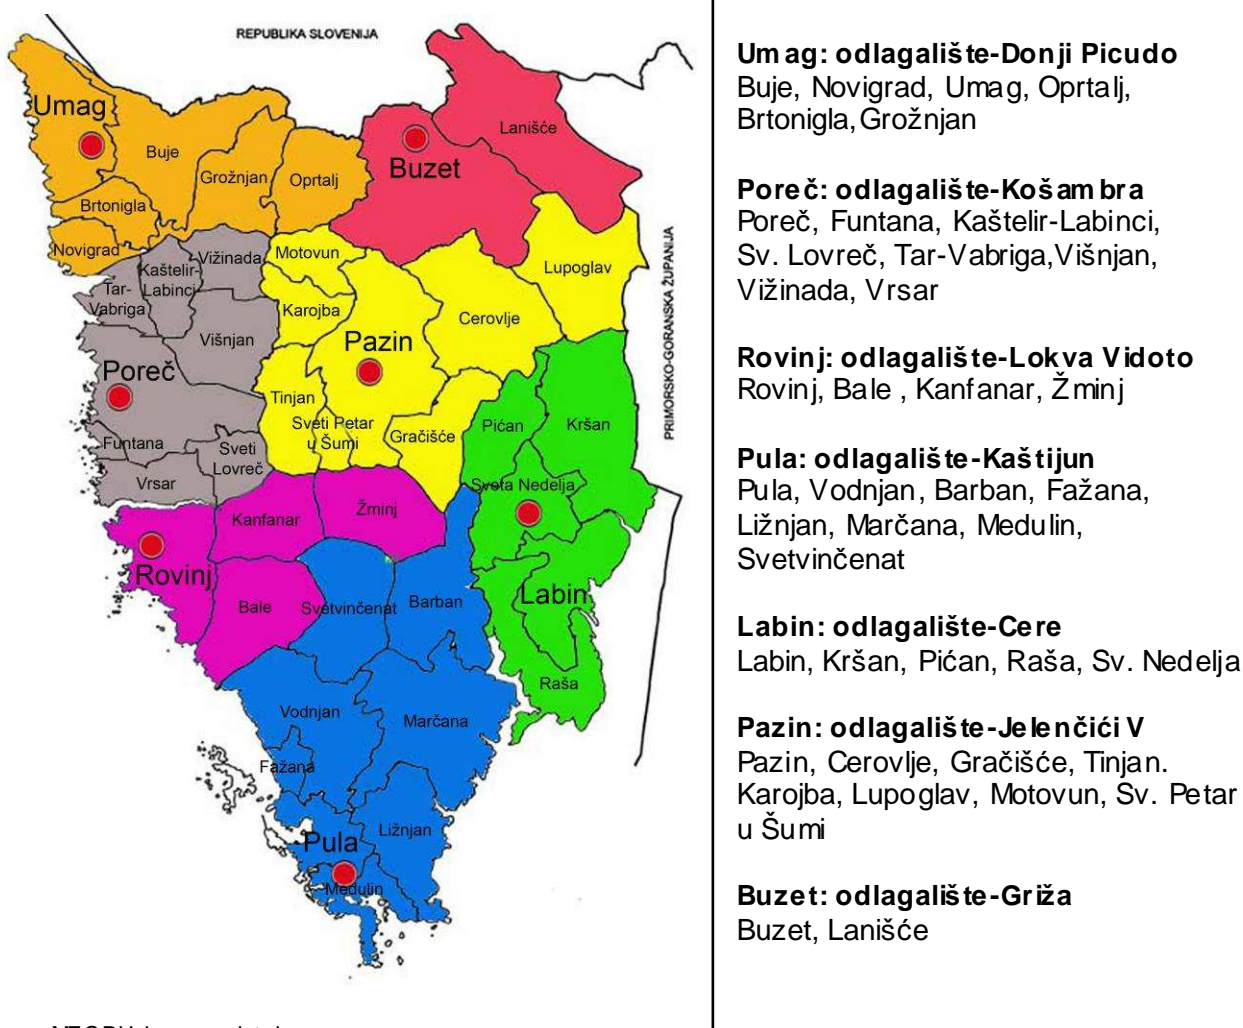 REPUBLIKA SLOVENIJA
Umag
Buje
Grožnjan
Oprtalj
Brtonigla
Novigrad
Buzet
Lanišće
Vižinada
Kaštelir-
Labinci
Tar-
Vabriga
Višnjan
Poreč
Funtana
Sveti
Lovreč
Vrsar
Motovun
Karojba
Pazin
Cerovlje
Lupoglav
Tinjan
Sveti Petar
u Šumi
Gračišće
PRIMORSKO-GORANSKA ŽUPANIJA
Pićan
Kršan
Sveta Nedelja
Labin
Raša
Kanfanar
Žminj
Rovinj
Bale
Svetvinčenat
Barban
Vodnjan
Marčana
Fažana
Pula
Ližnjan
Medulin
Umag: odlagalište-Donji Picudo
Buje, Novigrad, Umag, Oprtalj,
Brtonigla,Grožnjan
Poreč: odlagalište-Košambra
Poreč, Funtana, Kaštelir-Labinci,
Sv. Lovreč, Tar-Vabriga,Višnjan,
Vižinada, Vrsar
Rovinj: odlagalište-Lokva Vidoto
Rovinj, Bale , Kanfanar, Žminj
Pula: odlagalište-Kaštijun
Pula, Vodnjan, Barban, Fažana,
Ližnjan, Marčana, Medulin,
Svetvinčenat
Labin: odlagalište-Cere
Labin, Kršan, Pićan, Raša, Sv. Nedelja
Pazin: odlagalište-Jelenčići V
Pazin, Cerovlje, Gračišće, Tinjan.
Karojba, Lupoglav, Motovun, Sv. Petar
u Šumi
Buzet: odlagalište-Griža
Buzet, Lanišće